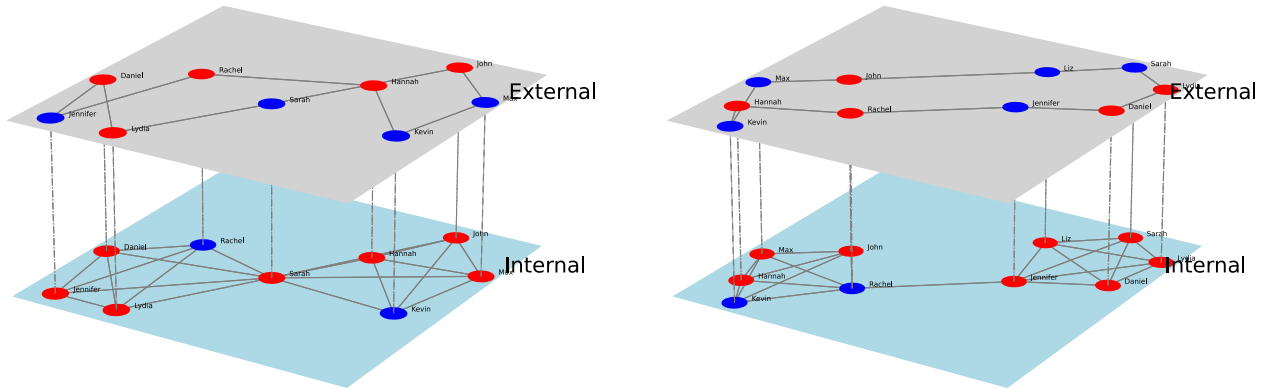 John
Rachel
Daniel
Hannah
External
Sarah
Max
Jennifer
Lydia
Kevin
John
Rachel
Daniel
Hannah
Internal
Sarah
Max
Jennifer
Lydia
Kevin
Sarah
Liz
Max
John
Lydia
External
Hannah
Jennifer
Daniel
Rachel
Kevin
Sarah
Liz
Max
John
Lydia
Internal
Hannah
Jennifer
Daniel
Rachel
Kevin